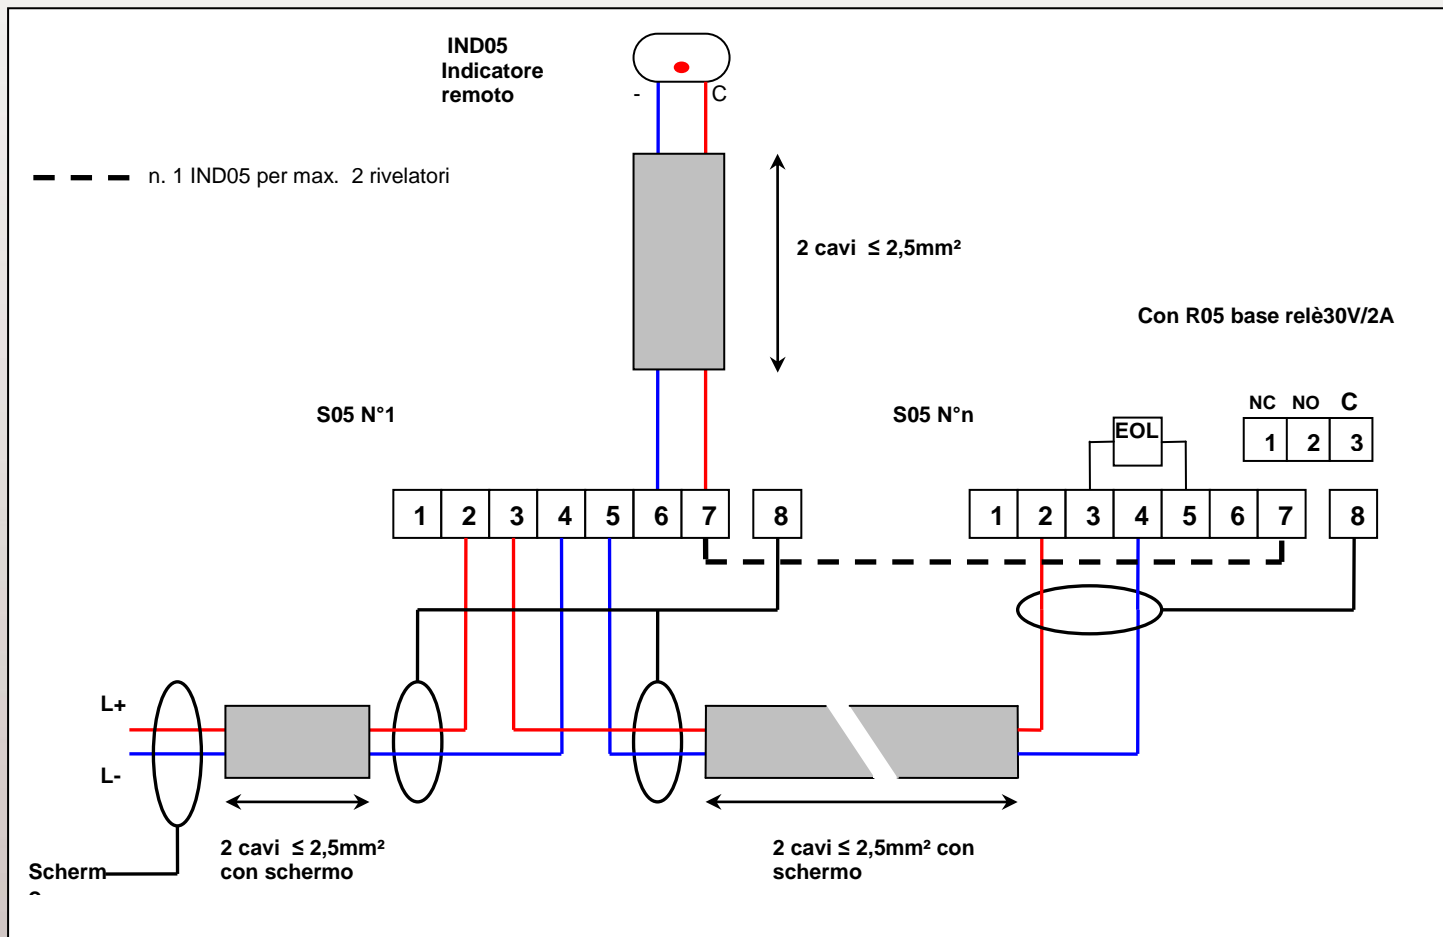 IND05
Indicatore
remoto
- C
n. 1 IND05 per max. 2 rivelatori
2 cavi ≤ 2,5mm²
Con R05 base relè30V/2A
S05 N°1
S05 N°n
NC NO C
EOL
1 2 3
1 2 3 4 5 6 7 8
1 2 3 4 5 6 7 8
L+
L-
2 cavi ≤ 2,5mm²
con schermo
2 cavi ≤ 2,5mm² con
schermo
Scherm